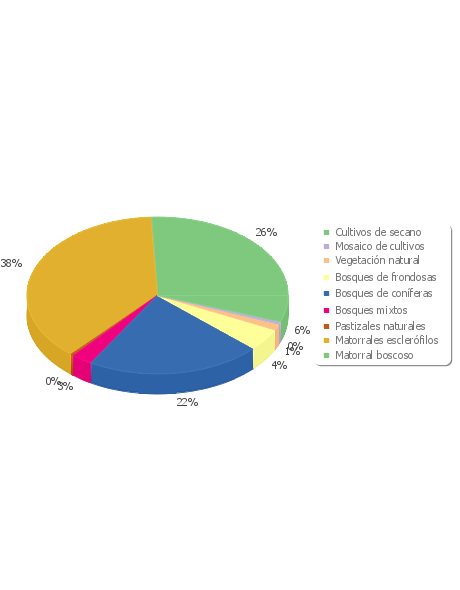 26%
38%
6%
0%
1%
4%
0%
3%
22%
Cultivos de secano
Mosaico de cultivos
Vegetación natural
Bosques de frondosas
Bosques de coníferas
Bosques mixtos
Pastizales naturales
Matorrales esclerófilos
Matorral boscoso